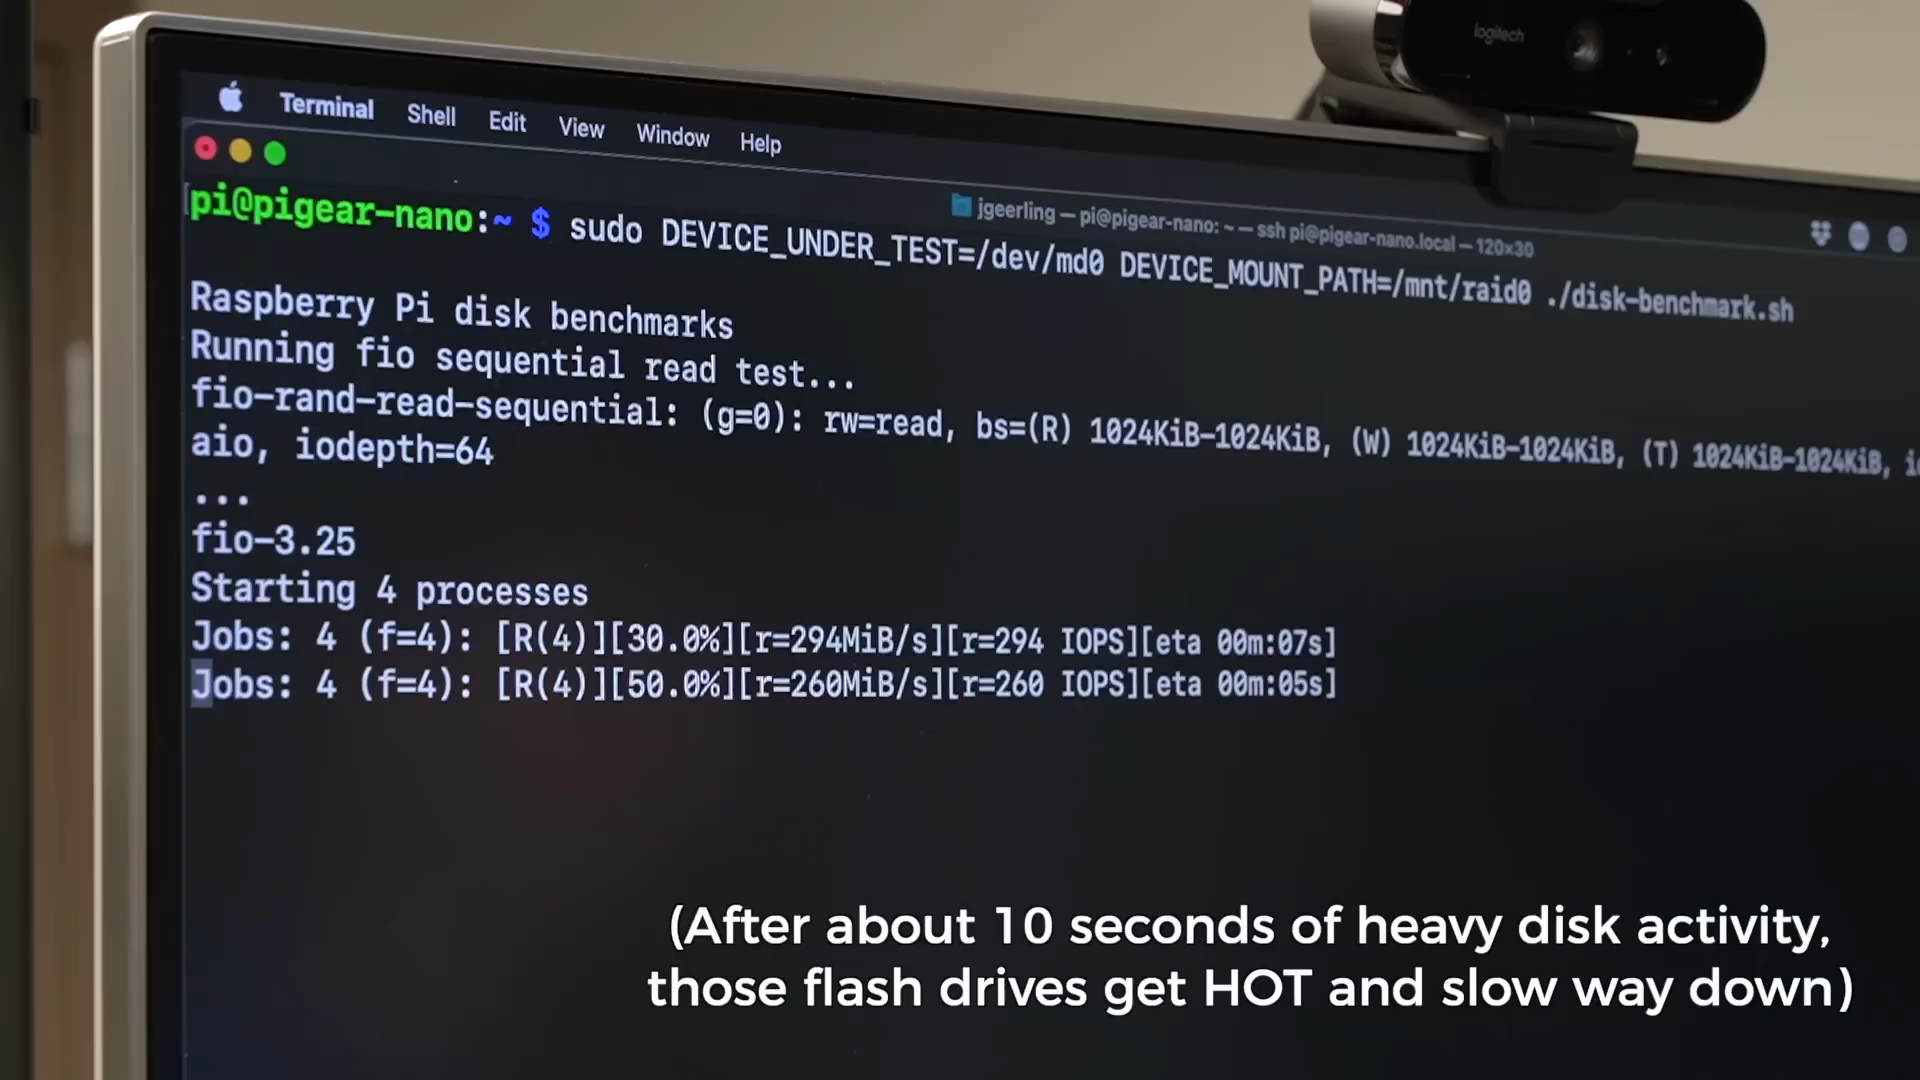 logitech
Terminal Shell Edit View Window Help
jgeerling — pi@pigear-nano: ~ — ssh pi@pigear-nano.local — 120×30
pi@pigear-nano:~ $ sudo DEVICE_UNDER_TEST=/dev/md0 DEVICE_MOUNT_PATH=/mnt/raid0 ./disk-benchmark.sh
Raspberry Pi disk benchmarks
Running fio sequential read test...
fio-rand-read-sequential: (g=0): rw=read, bs=(R) 1024KiB-1024KiB, (W) 1024KiB-1024KiB, (T) 1024KiB-1024KiB,
aio, iodepth=64
...
fio-3.25
Starting 4 processes
Jobs: 4 (f=4): [R(4)][30.0%][r=294MiB/s][r=294 IOPS][eta 00m:07s]
Jobs: 4 (f=4): [R(4)][50.0%][r=260MiB/s][r=260 IOPS][eta 00m:05s]
(After about 10 seconds of heavy disk activity,
those flash drives get HOT and slow way down)